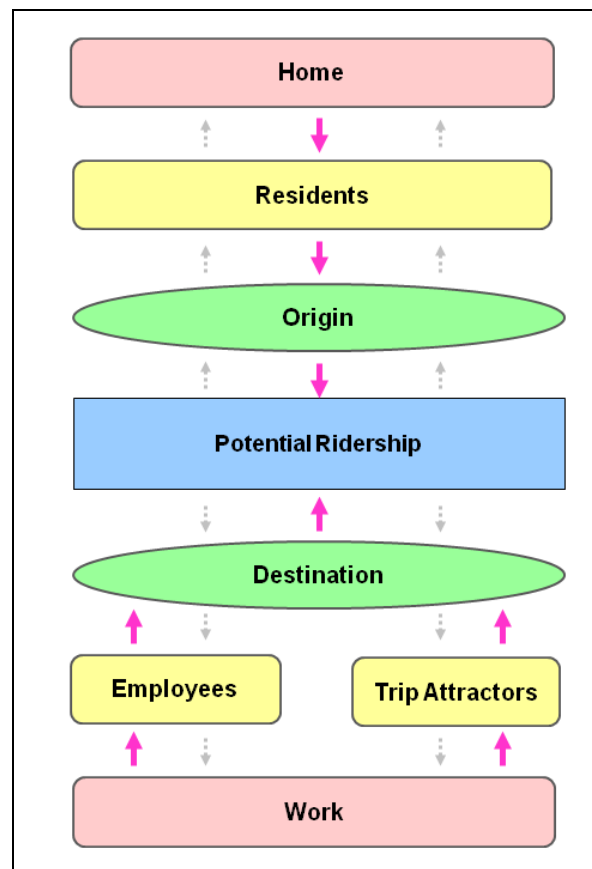 Home
Residents
Origin
Potential Ridership
Destination
Employees
Trip Attractors
Work